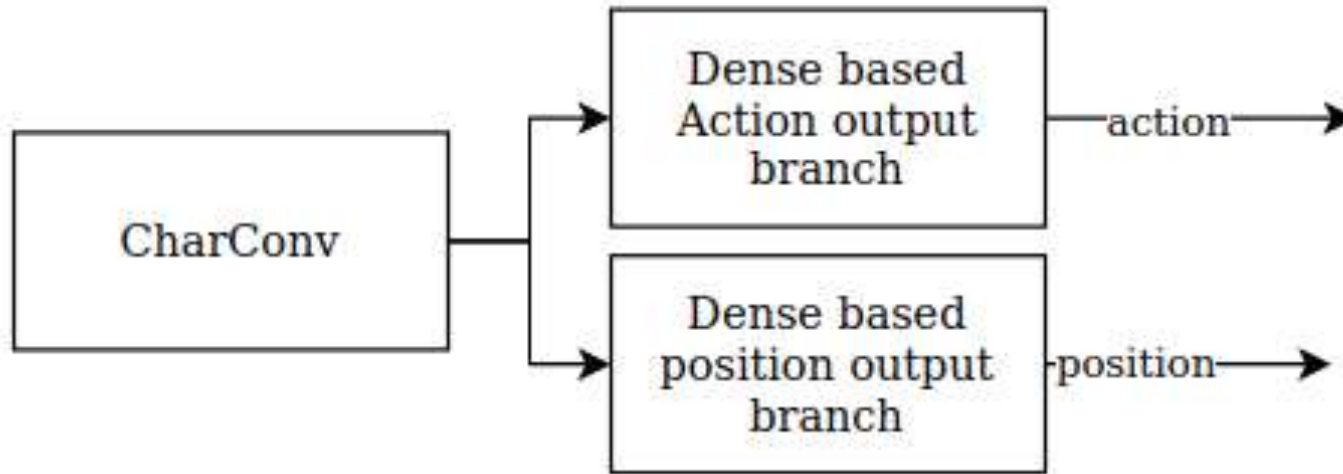 CharConv
Dense based
Action output
branch
action
Dense based
position output
branch
position